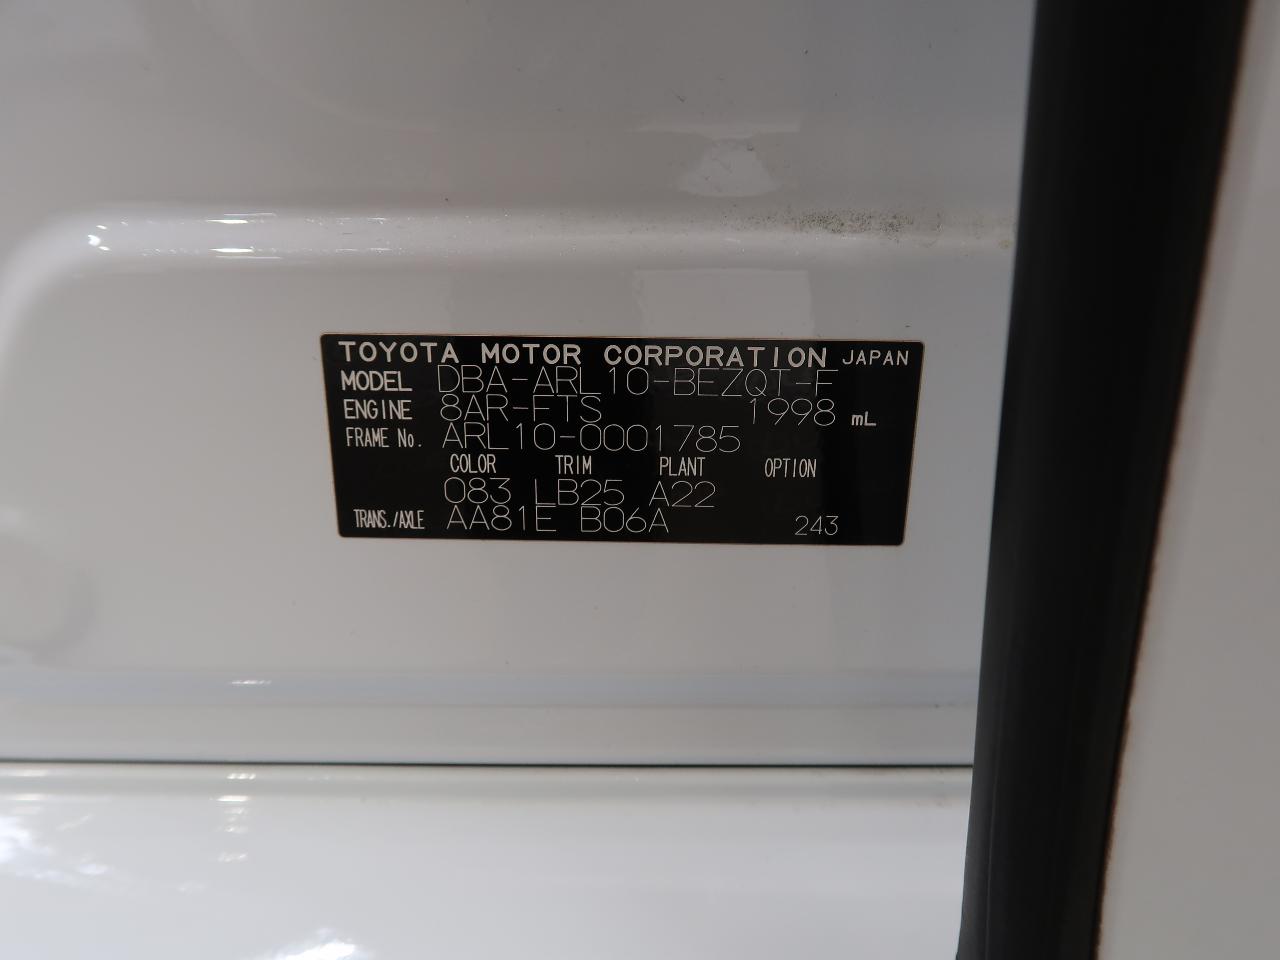 TOYOTA MOTOR CORPORATION JAPAN
MODEL DBA-ARL10-BEZQT-F
ENGINE 8AR-FTS 1998 mL
FRAME No. ARL10-0001785
COLOR TRIM PLANT OPTION
083 LB25 A22
TRANS./AXLE AA81E B06A 243